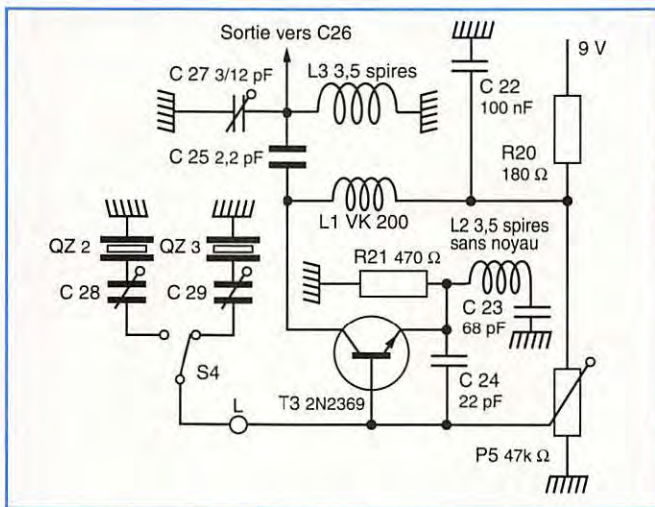 Sortie vers C26
9 V
C 27 3/12 pF
L3 3,5 spires
C 22
100 nF
C 25 2,2 pF
R20
180 Ω
L1 VK 200
QZ 2
QZ 3
L2 3,5 spires
sans noyau
R21 470 Ω
C 28
C 29
C 23
68 pF
S4
C 24
22 pF
L
T3 2N2369
P5 47k Ω